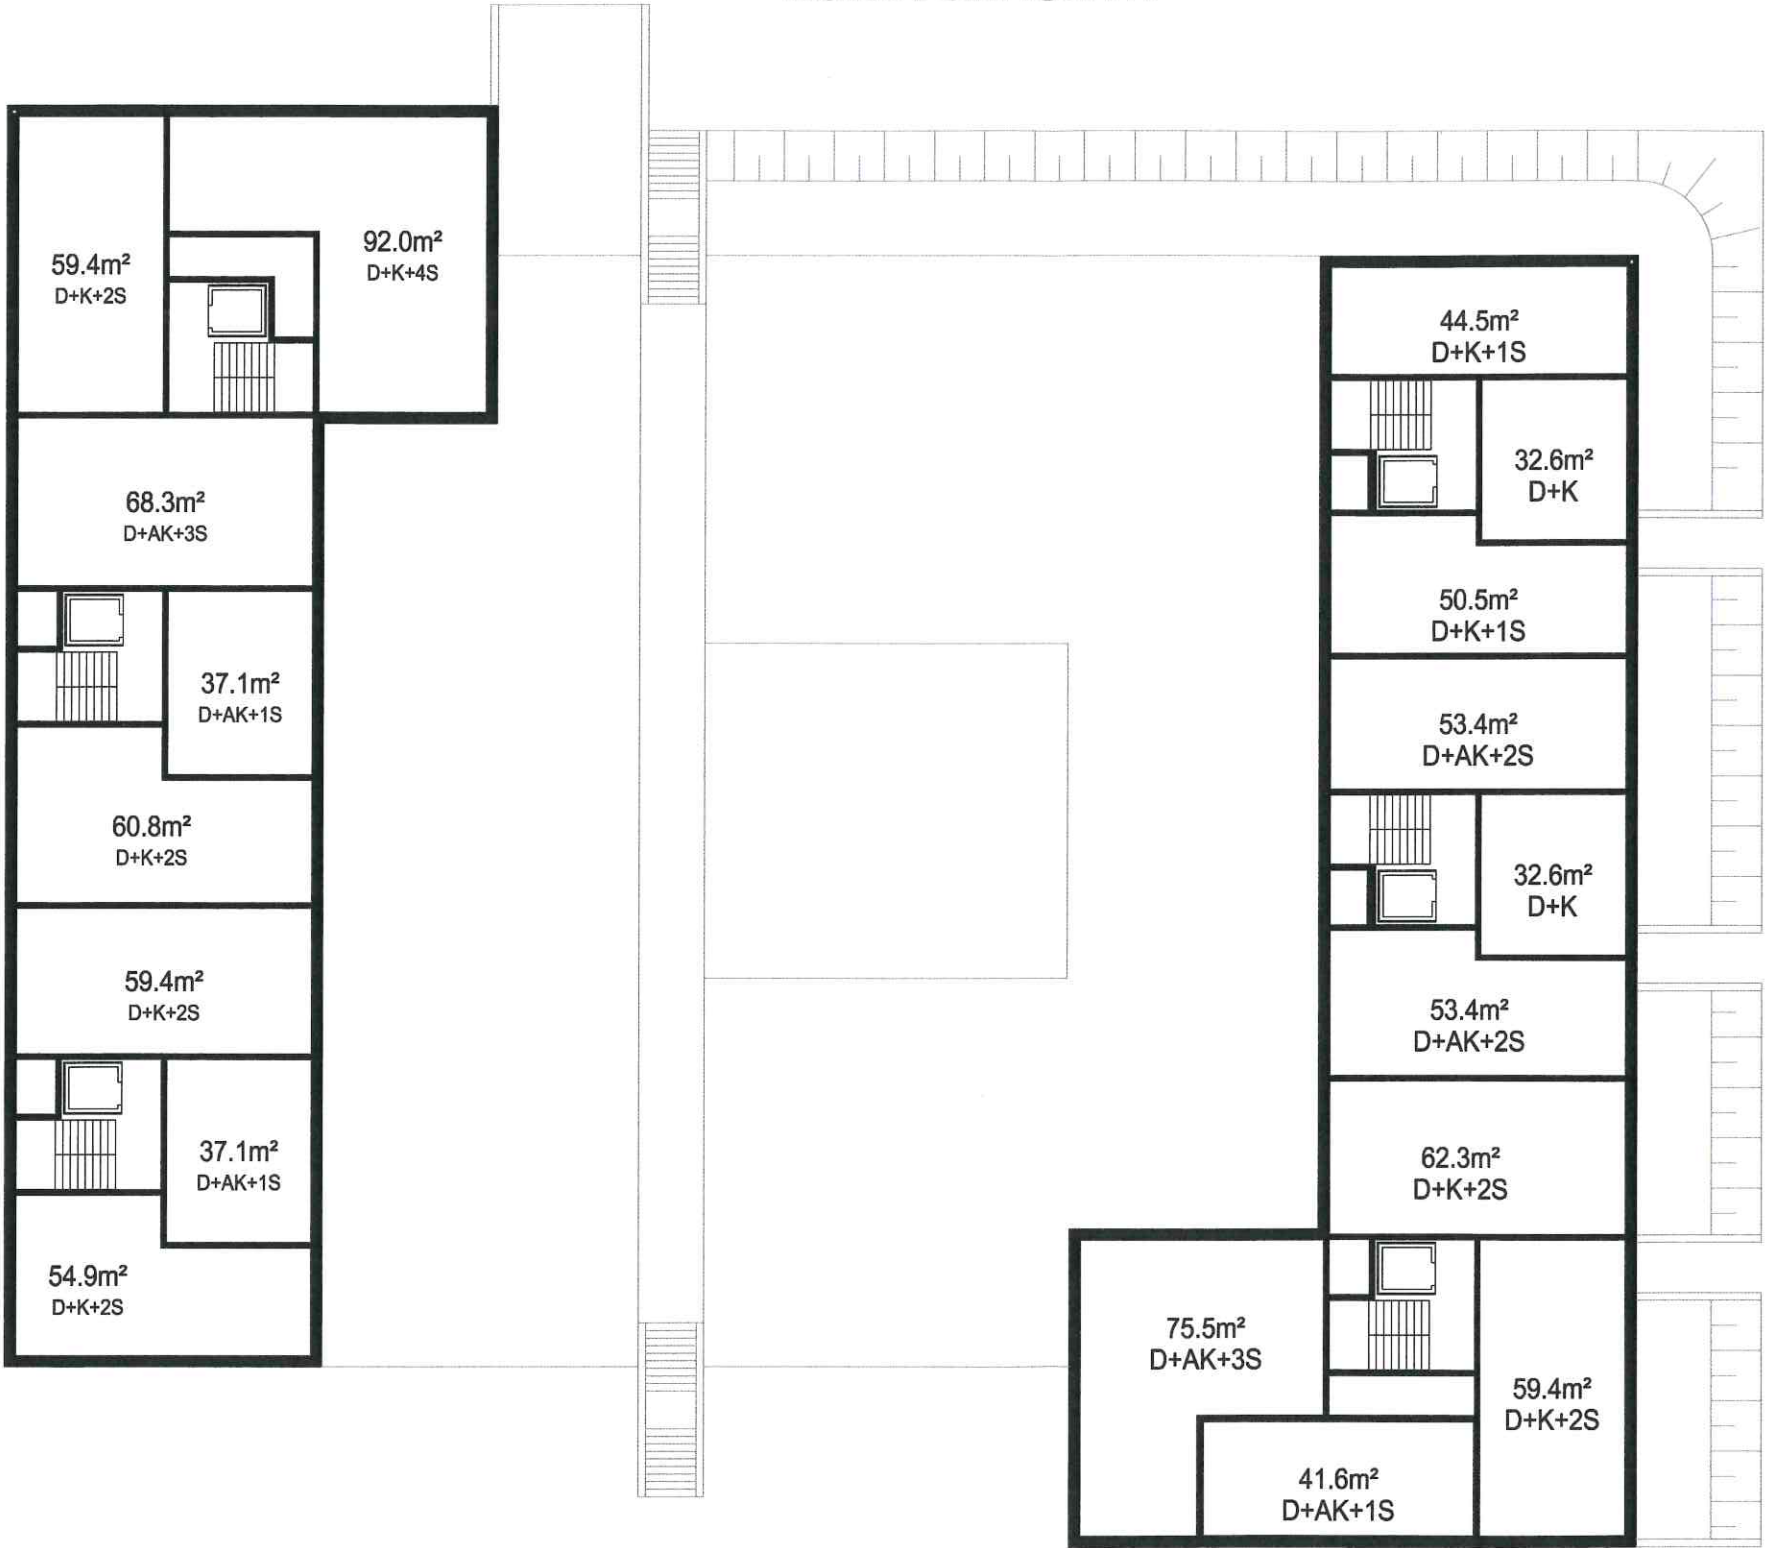 59.4m²
D+K+2S
92.0m²
D+K+4S
68.3m²
D+AK+3S
37.1m²
D+AK+1S
60.8m²
D+K+2S
59.4m²
D+K+2S
37.1m²
D+AK+1S
54.9m²
D+K+2S
44.5m²
D+K+1S
32.6m²
D+K
50.5m²
D+K+1S
53.4m²
D+AK+2S
32.6m²
D+K
53.4m²
D+AK+2S
62.3m²
D+K+2S
75.5m²
D+AK+3S
59.4m²
D+K+2S
41.6m²
D+AK+1S